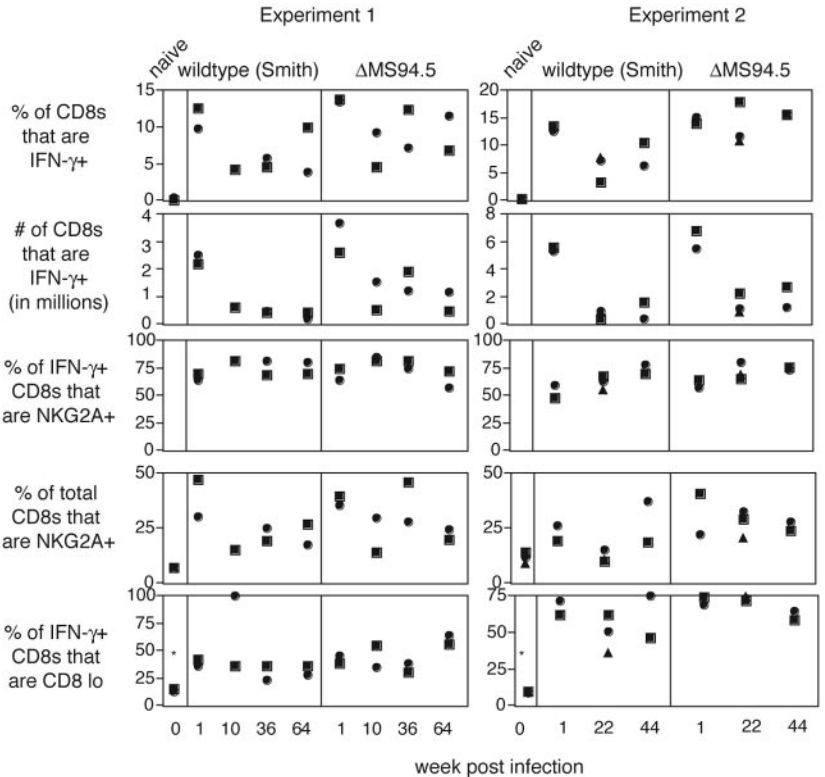 Experiment 1
Experiment 2
naive
wildtype (Smith)
ΔMS94.5
naive
wildtype (Smith)
ΔMS94.5
% of CD8s
that are
IFN-γ+
15
10
5
0
20
15
10
5
0
# of CD8s
that are
IFN-γ+
(in millions)
4
3
2
1
0
8
6
4
2
0
% of IFN-γ+
CD8s that
are NKG2A+
100
75
50
25
0
100
75
50
25
0
% of total
CD8s that
are NKG2A+
50
25
0
50
25
0
% of IFN-γ+
CD8s that
are CD8 lo
100
75
50
25
0
*
75
50
25
0
*
0 1 10 36 64 1 10 36 64
0 1 22 44 1 22 44
week post infection